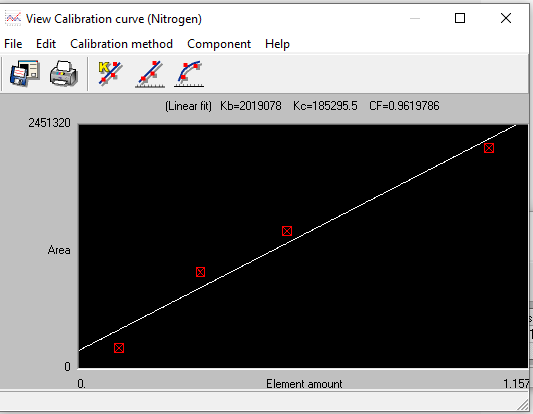 View Calibration curve (Nitrogen)
File Edit Calibration method Component Help
K
(Linear fit) Kb=2019078 Kc=185295.5 CF=0.9619786
2451320
Area
0
0. Element amount 1.157